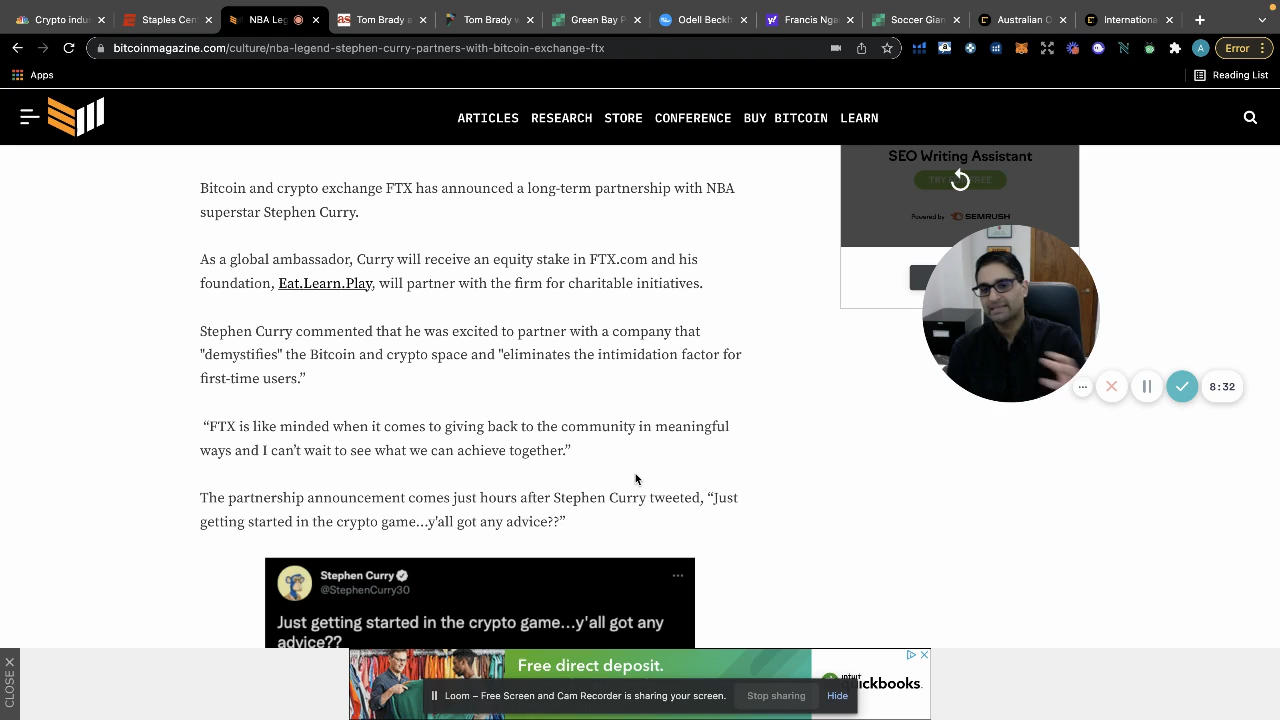 Crypto indus
Staples Cen
NBA Leg
Tom Brady a
Tom Brady w
Green Bay P
Odell Beckh
Francis Nga
Soccer Gian
Australian O
Internationa
bitcoinmagazine.com/culture/nba-legend-stephen-curry-partners-with-bitcoin-exchange-ftx
A
Error
Apps
Reading List
ARTICLES RESEARCH STORE CONFERENCE BUY BITCOIN LEARN
SEO Writing Assistant
TRY FREE
Powered by SEMRUSH
Bitcoin and crypto exchange FTX has announced a long-term partnership with NBA
superstar Stephen Curry.
As a global ambassador, Curry will receive an equity stake in FTX.com and his
foundation, Eat.Learn.Play, will partner with the firm for charitable initiatives.
Stephen Curry commented that he was excited to partner with a company that
"demystifies" the Bitcoin and crypto space and "eliminates the intimidation factor for
first-time users.”
“FTX is like minded when it comes to giving back to the community in meaningful
ways and I can’t wait to see what we can achieve together.”
The partnership announcement comes just hours after Stephen Curry tweeted, “Just
getting started in the crypto game…y'all got any advice??”
8:32
Stephen Curry
@StephenCurry30
Just getting started in the crypto game...y'all got any
advice??
CLOSE X
Free direct deposit.
intuit
quickbooks.
Loom – Free Screen and Cam Recorder is sharing your screen.
Stop sharing
Hide